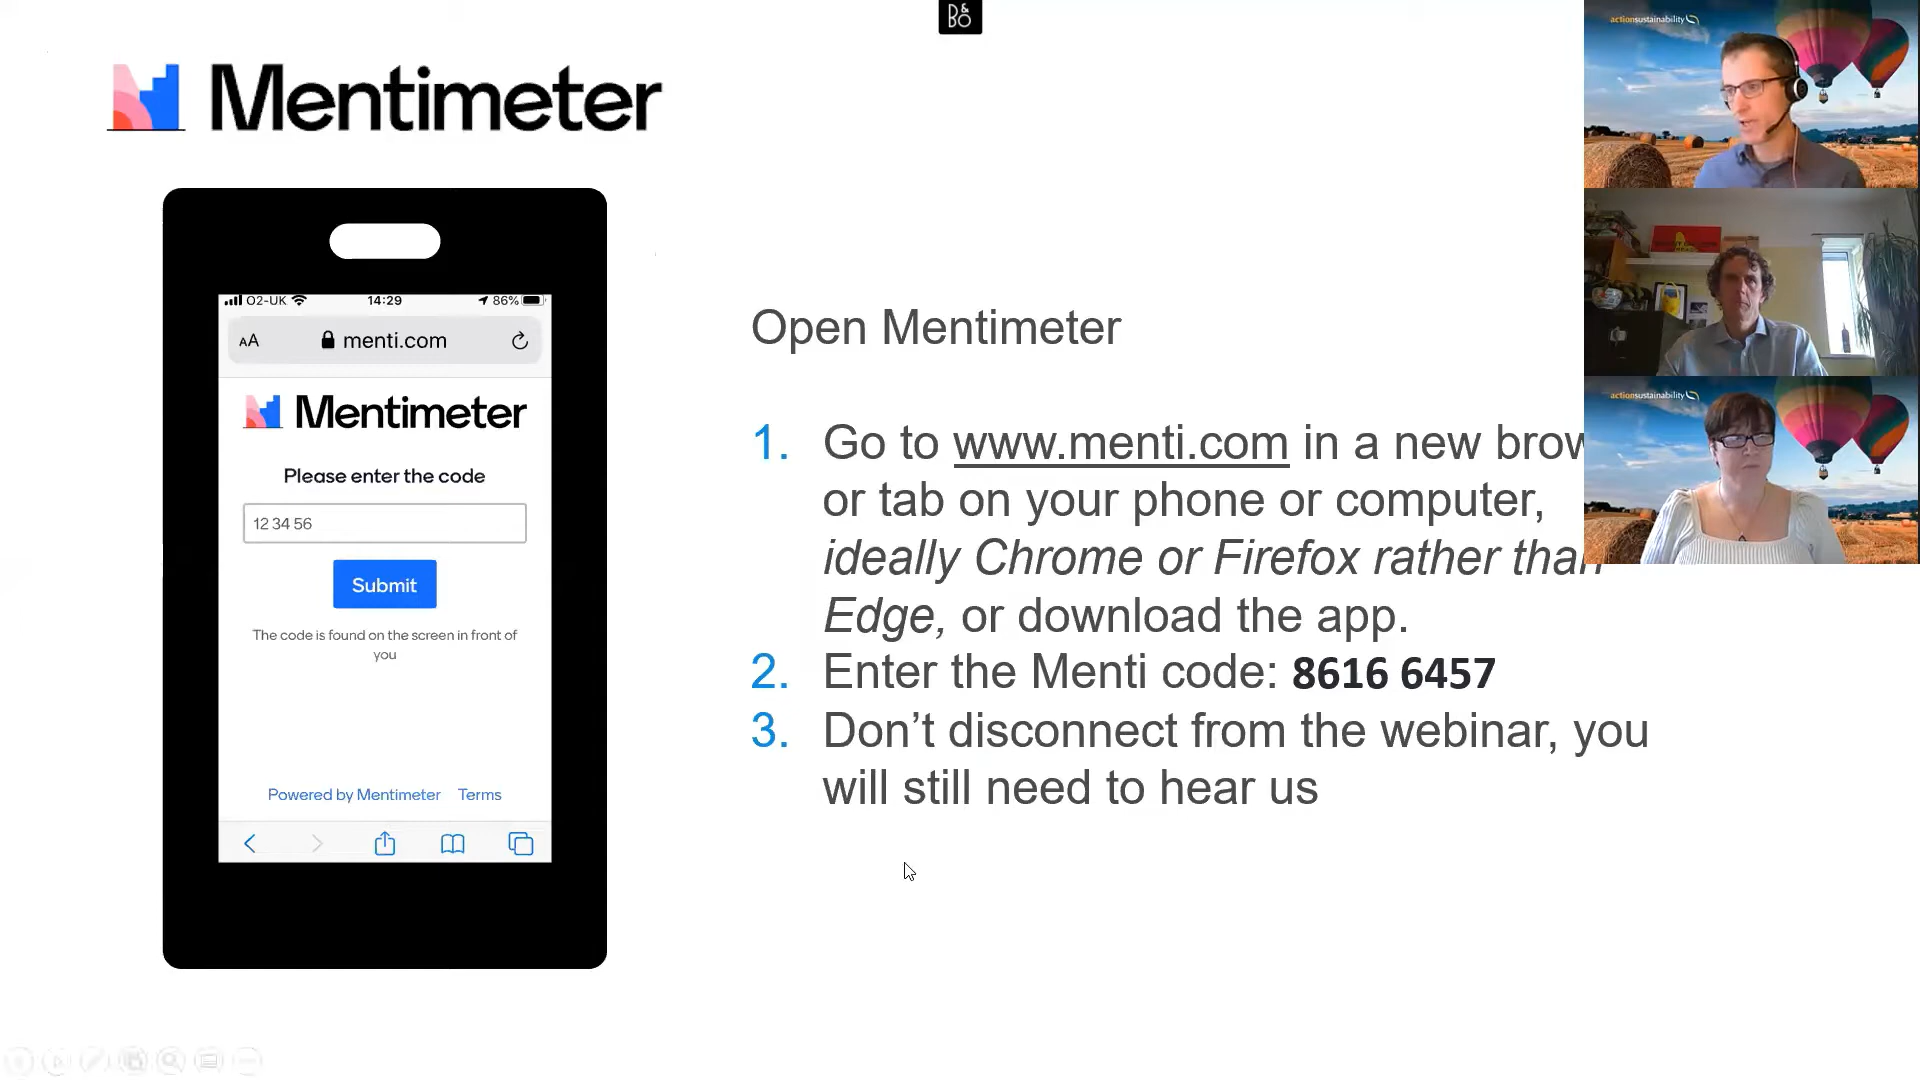 B&O
actionsustainability
Mentimeter
O2-UK 14:29 86%
AA menti.com
Mentimeter
Please enter the code
12 34 56
Submit
The code is found on the screen in front of
you
Powered by Mentimeter Terms
Open Mentimeter
1. Go to www.menti.com in a new brow
or tab on your phone or computer,
ideally Chrome or Firefox rather than
Edge, or download the app.
2. Enter the Menti code: 8616 6457
3. Don’t disconnect from the webinar, you
will still need to hear us
actionsustainability